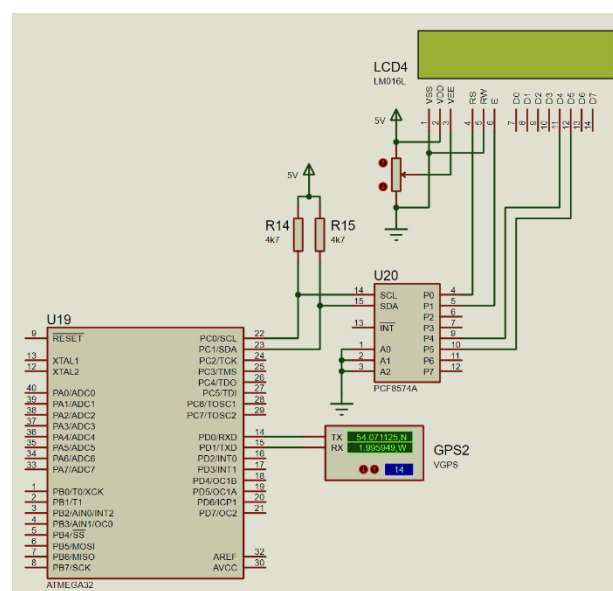 LCD4
LM016L
VSS
VDD
VEE
RS
RW
E
D0
D1
D2
D3
D4
D5
D6
D7
1
2
3
4
5
6
7
8
9
10
11
12
13
14
5V
5V
R14
4k7
R15
4k7
U20
14 SCL P0 4
15 SDA P1 5
P2 6
13 INT P3 7
P4 9
1 A0 P5 10
2 A1 P6 11
3 A2 P7 12
PCF8574A
U19
9 RESET PC0/SCL 22
PC1/SDA 23
13 XTAL1 PC2/TCK 24
12 XTAL2 PC3/TMS 25
PC4/TDO 26
40 PA0/ADC0 PC5/TDI 27
39 PA1/ADC1 PC6/TOSC1 28
38 PA2/ADC2 PC7/TOSC2 29
37 PA3/ADC3
36 PA4/ADC4 PD0/RXD 14
35 PA5/ADC5 PD1/TXD 15
34 PA6/ADC6 PD2/INT0 16
33 PA7/ADC7 PD3/INT1 17
PD4/OC1B 18
1 PB0/T0/XCK PD5/OC1A 19
2 PB1/T1 PD6/ICP1 20
3 PB2/AIN0/INT2 PD7/OC2 21
4 PB3/AIN1/OC0
5 PB4/SS
6 PB5/MOSI
7 PB6/MISO AREF 32
8 PB7/SCK AVCC 30
ATMEGA32
TX 54.071125,N
RX 1.995949,W
14
GPS2
VGPS